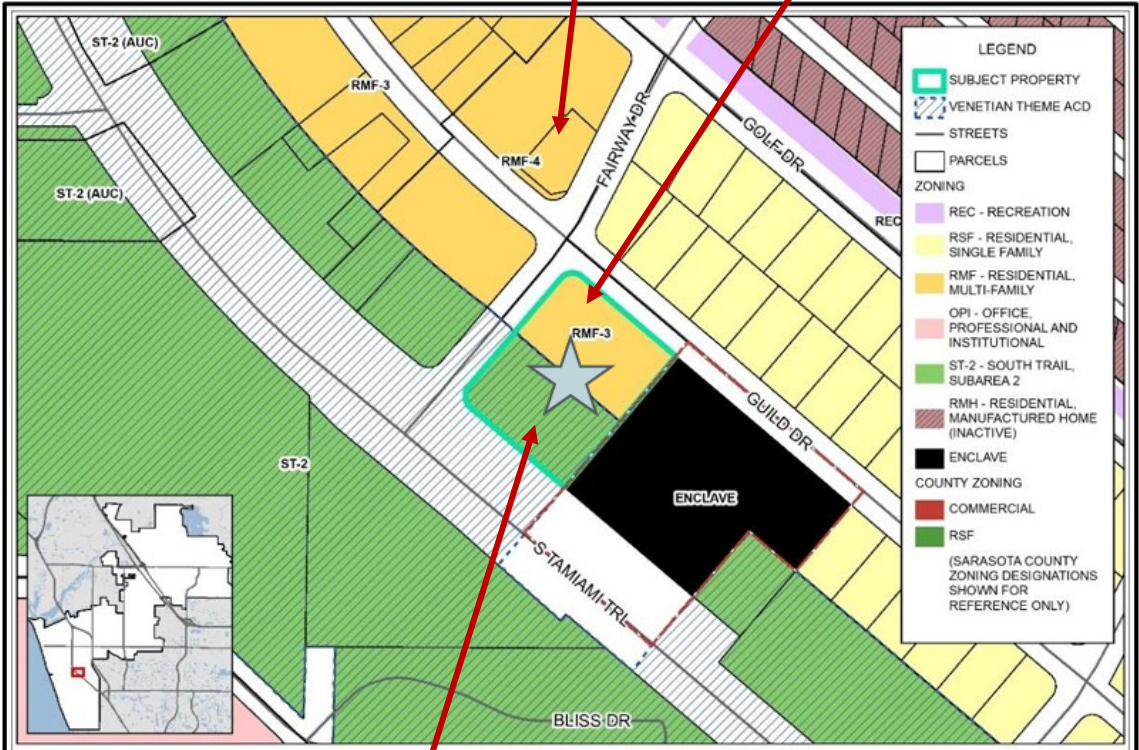 ST-2 (AUC)
RMF-3
ST-2 (AUC)
RMF-4
FAIRWAY DR
GOLF DR
REC
RMF-3
GUILD DR
ST-2
ENCLAVE
S TAMIAMI TRL
BLISS DR
LEGEND
SUBJECT PROPERTY
VENETIAN THEME ACD
STREETS
PARCELS
ZONING
REC - RECREATION
RSF - RESIDENTIAL,
SINGLE FAMILY
RMF - RESIDENTIAL,
MULTI-FAMILY
OPI - OFFICE,
PROFESSIONAL AND
INSTITUTIONAL
ST-2 - SOUTH TRAIL,
SUBAREA 2
RMH - RESIDENTIAL,
MANUFACTURED HOME
(INACTIVE)
ENCLAVE
COUNTY ZONING
COMMERCIAL
RSF
(SARASOTA COUNTY
ZONING DESIGNATIONS
SHOWN FOR
REFERENCE ONLY)